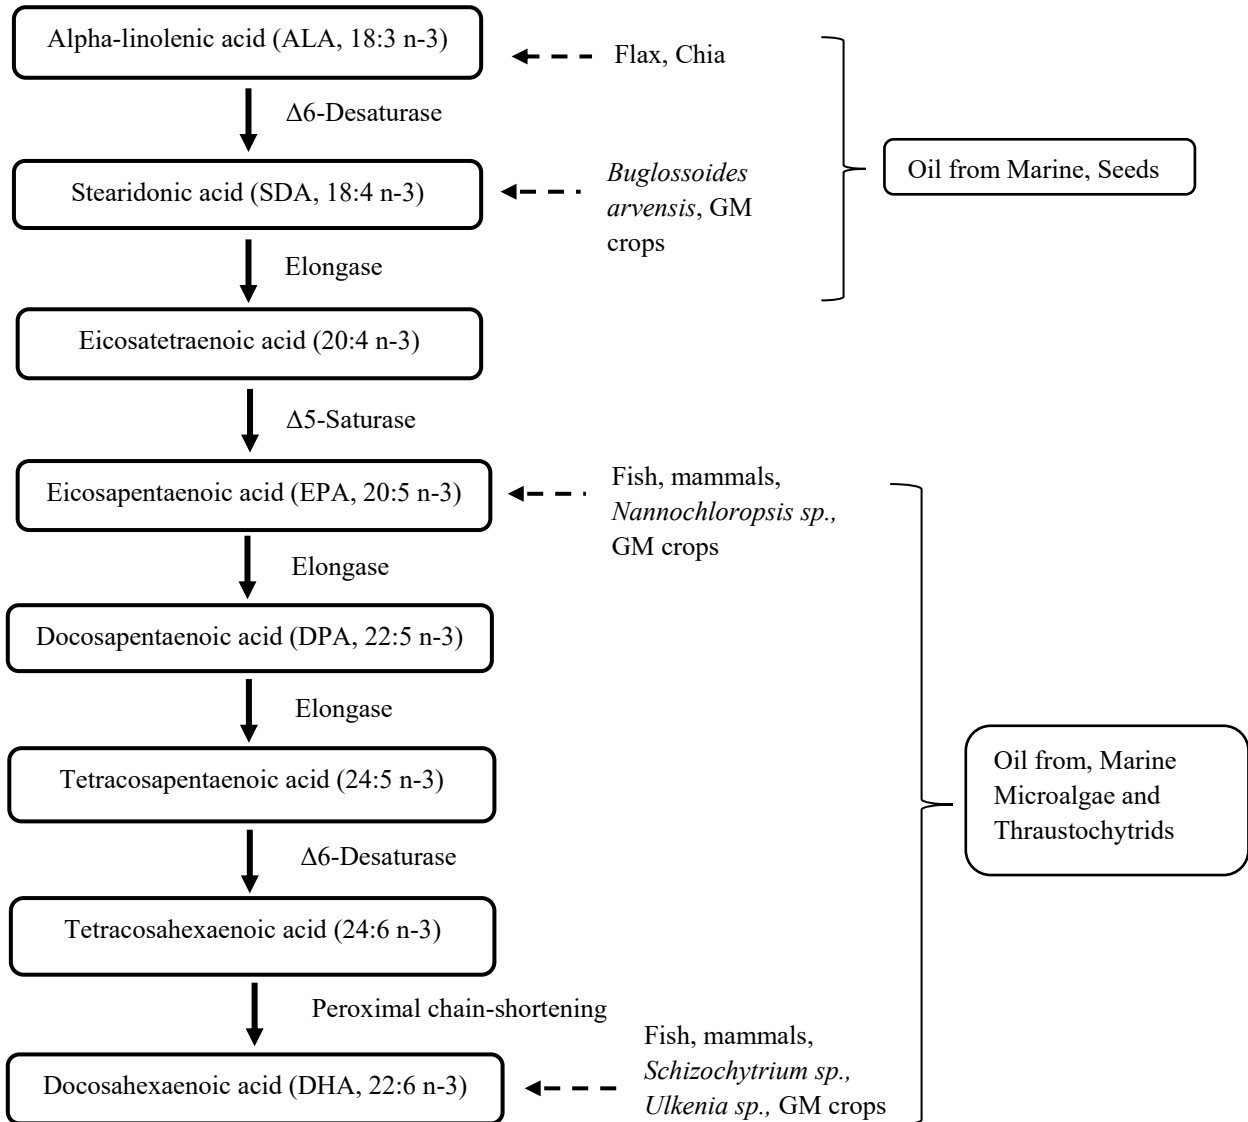 Alpha-linolenic acid (ALA, 18:3 n-3)
Flax, Chia
Δ6-Desaturase
Oil from Marine, Seeds
Stearidonic acid (SDA, 18:4 n-3)
Buglossoides
arvensis, GM
crops
Elongase
Eicosatetraenoic acid (20:4 n-3)
Δ5-Saturase
Eicosapentaenoic acid (EPA, 20:5 n-3)
Fish, mammals,
Nannochloropsis sp.,
GM crops
Elongase
Docosapentaenoic acid (DPA, 22:5 n-3)
Elongase
Tetracosapentaenoic acid (24:5 n-3)
Oil from, Marine
Microalgae and
Thraustochytrids
Δ6-Desaturase
Tetracosahexaenoic acid (24:6 n-3)
Peroximal chain-shortening
Docosahexaenoic acid (DHA, 22:6 n-3)
Fish, mammals,
Schizochytrium sp.,
Ulkenia sp., GM crops